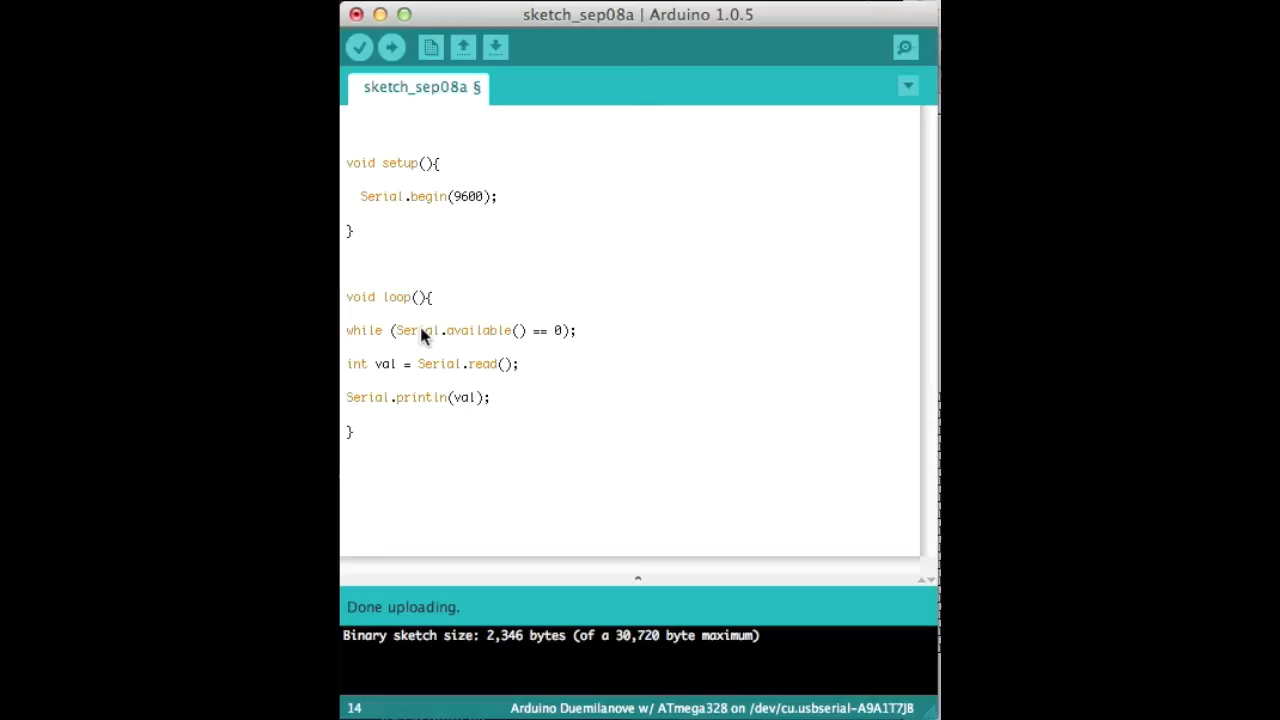 sketch_sep08a | Arduino 1.0.5
sketch_sep08a §
void setup(){
Serial.begin(9600);
}
void loop(){
while (Serial.available() == 0);
int val = Serial.read();
Serial.println(val);
}
Done uploading.
Binary sketch size: 2,346 bytes (of a 30,720 byte maximum)
14
Arduino Duemilanove w/ ATmega328 on /dev/cu.usbserial-A9A1T7JB